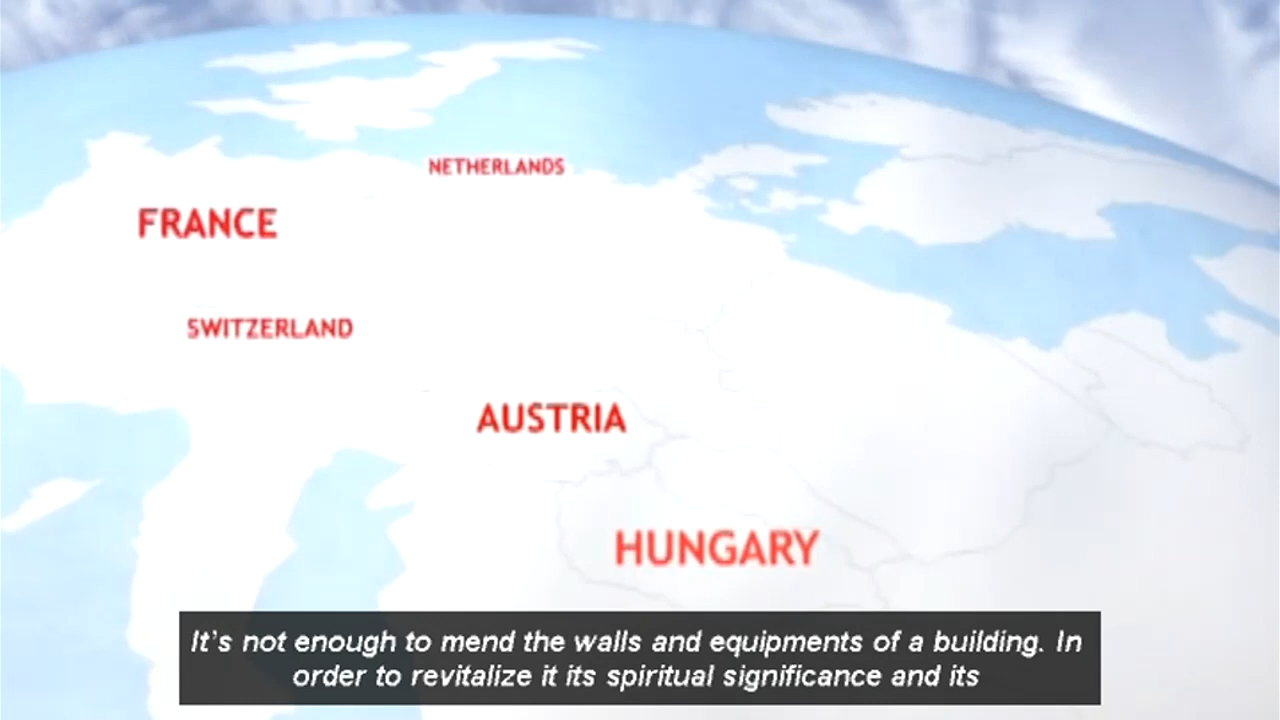 NETHERLANDS
FRANCE
SWITZERLAND
AUSTRIA
HUNGARY
It's not enough to mend the walls and equipments of a building. In
order to revitalize it its spiritual significance and its